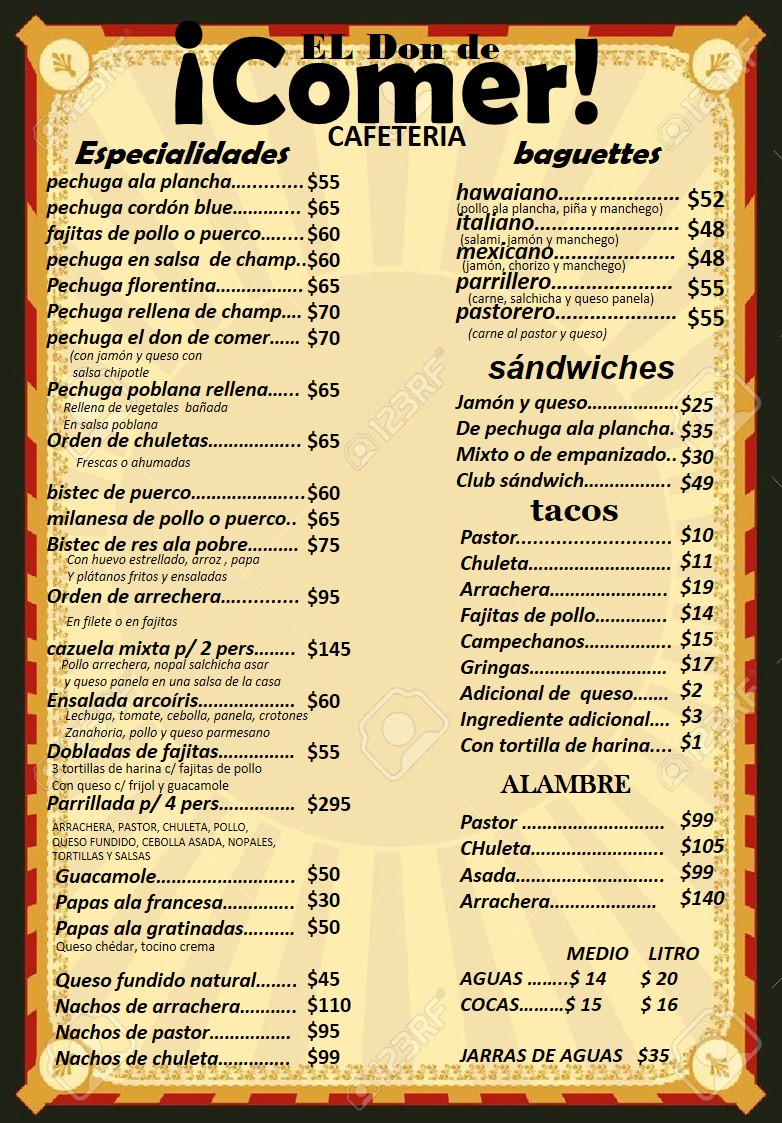 EL Don de
¡Comer!
CAFETERIA
Especialidades
pechuga ala plancha............ $55
pechuga cordón blue............ $65
fajitas de pollo o puerco........ $60
pechuga en salsa de champ.. $60
Pechuga florentina................ $65
Pechuga rellena de champ.... $70
pechuga el don de comer...... $70
(con jamón y queso con
salsa chipotle
Pechuga poblana rellena...... $65
Rellena de vegetales bañada
En salsa poblana
Orden de chuletas.................. $65
Frescas o ahumadas
bistec de puerco...................... $60
milanesa de pollo o puerco.. $65
Bistec de res ala pobre.......... $75
Con huevo estrellado, arroz , papa
Y plátanos fritos y ensaladas
Orden de arrechera............... $95
En filete o en fajitas
cazuela mixta p/ 2 pers........ $145
Pollo arrechera, nopal salchicha asar
y queso panela en una salsa de la casa
Ensalada arcoíris................... $60
Lechuga, tomate, cebolla, panela, crotones
Zanahoria, pollo y queso parmesano
Dobladas de fajitas............... $55
3 tortillas de harina c/ fajitas de pollo
Con queso c/ frijol y guacamole
Parrillada p/ 4 pers............... $295
ARRACHERA, PASTOR, CHULETA, POLLO,
QUESO FUNDIDO, CEBOLLA ASADA, NOPALES,
TORTILLAS Y SALSAS
Guacamole........................... $50
Papas ala francesa.............. $30
Papas ala gratinadas.......... $50
Queso chédar, tocino crema
Queso fundido natural........ $45
Nachos de arrachera........... $110
Nachos de pastor................ $95
Nachos de chuleta.............. $99
baguettes
hawaiano..................... $52
(pollo ala plancha, piña y manchego)
italiano......................... $48
(salami, jamón y manchego)
mexicano..................... $48
(jamón, chorizo y manchego)
parrillero..................... $55
(carne, salchicha y queso panela)
pastorero..................... $55
(carne al pastor y queso)
sándwiches
Jamón y queso.................. $25
De pechuga ala plancha. $35
Mixto o de empanizado.. $30
Club sándwich................. $49
tacos
Pastor.............................. $10
Chuleta............................ $11
Arrachera....................... $19
Fajitas de pollo.............. $14
Campechanos................. $15
Gringas........................... $17
Adicional de queso....... $2
Ingrediente adicional.... $3
Con tortilla de harina.... $1
ALAMBRE
Pastor ............................ $99
CHuleta.......................... $105
Asada............................. $99
Arrachera..................... $140
MEDIO LITRO
AGUAS ........$ 14 $ 20
COCAS.........$ 15 $ 16
JARRAS DE AGUAS $35
123RF